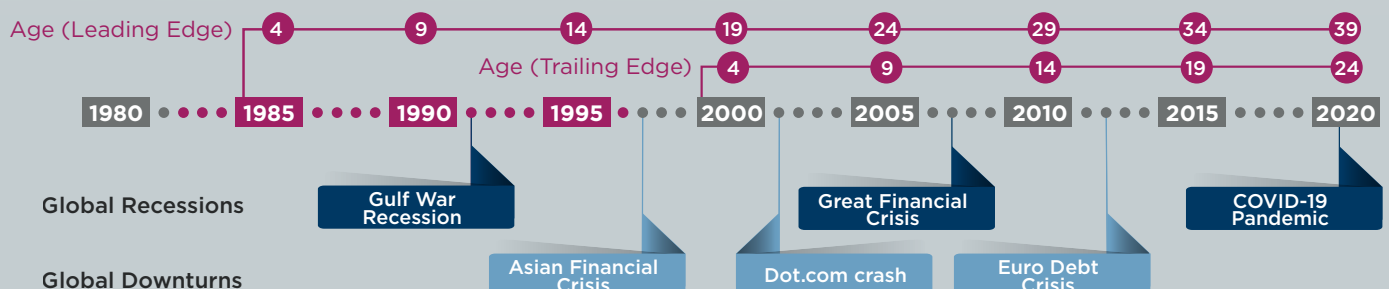 Age (Leading Edge) 4 9 14 19 24 29 34 39
Age (Trailing Edge) 4 9 14 19 24
1980 1985 1990 1995 2000 2005 2010 2015 2020
Global Recessions
Gulf War
Recession
Great Financial
Crisis
COVID-19
Pandemic
Global Downturns
Asian Financial
Crisis
Dot.com crash
Euro Debt
Crisis